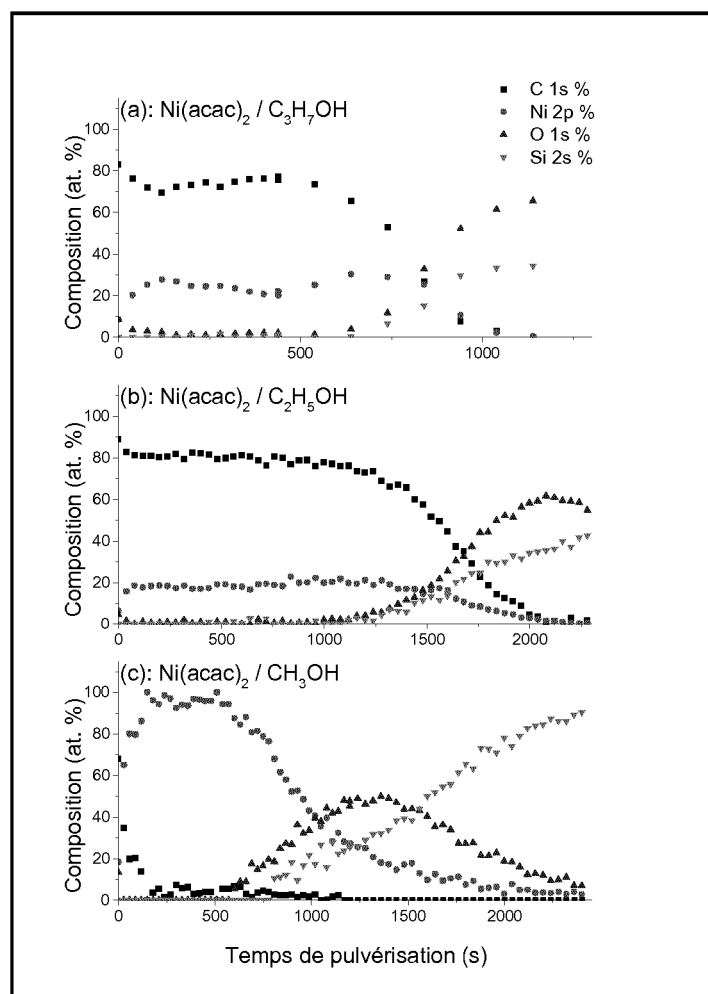 (a): Ni(acac)₂ / C₃H₇OH
C 1s %
Ni 2p %
O 1s %
Si 2s %
Composition (at. %)
100
80
60
40
20
0
0
500
1000
(b): Ni(acac)₂ / C₂H₅OH
Composition (at. %)
100
80
60
40
20
0
0
500
1000
1500
2000
(c): Ni(acac)₂ / CH₃OH
Composition (at. %)
100
80
60
40
20
0
0
500
1000
1500
2000
Temps de pulvérisation (s)